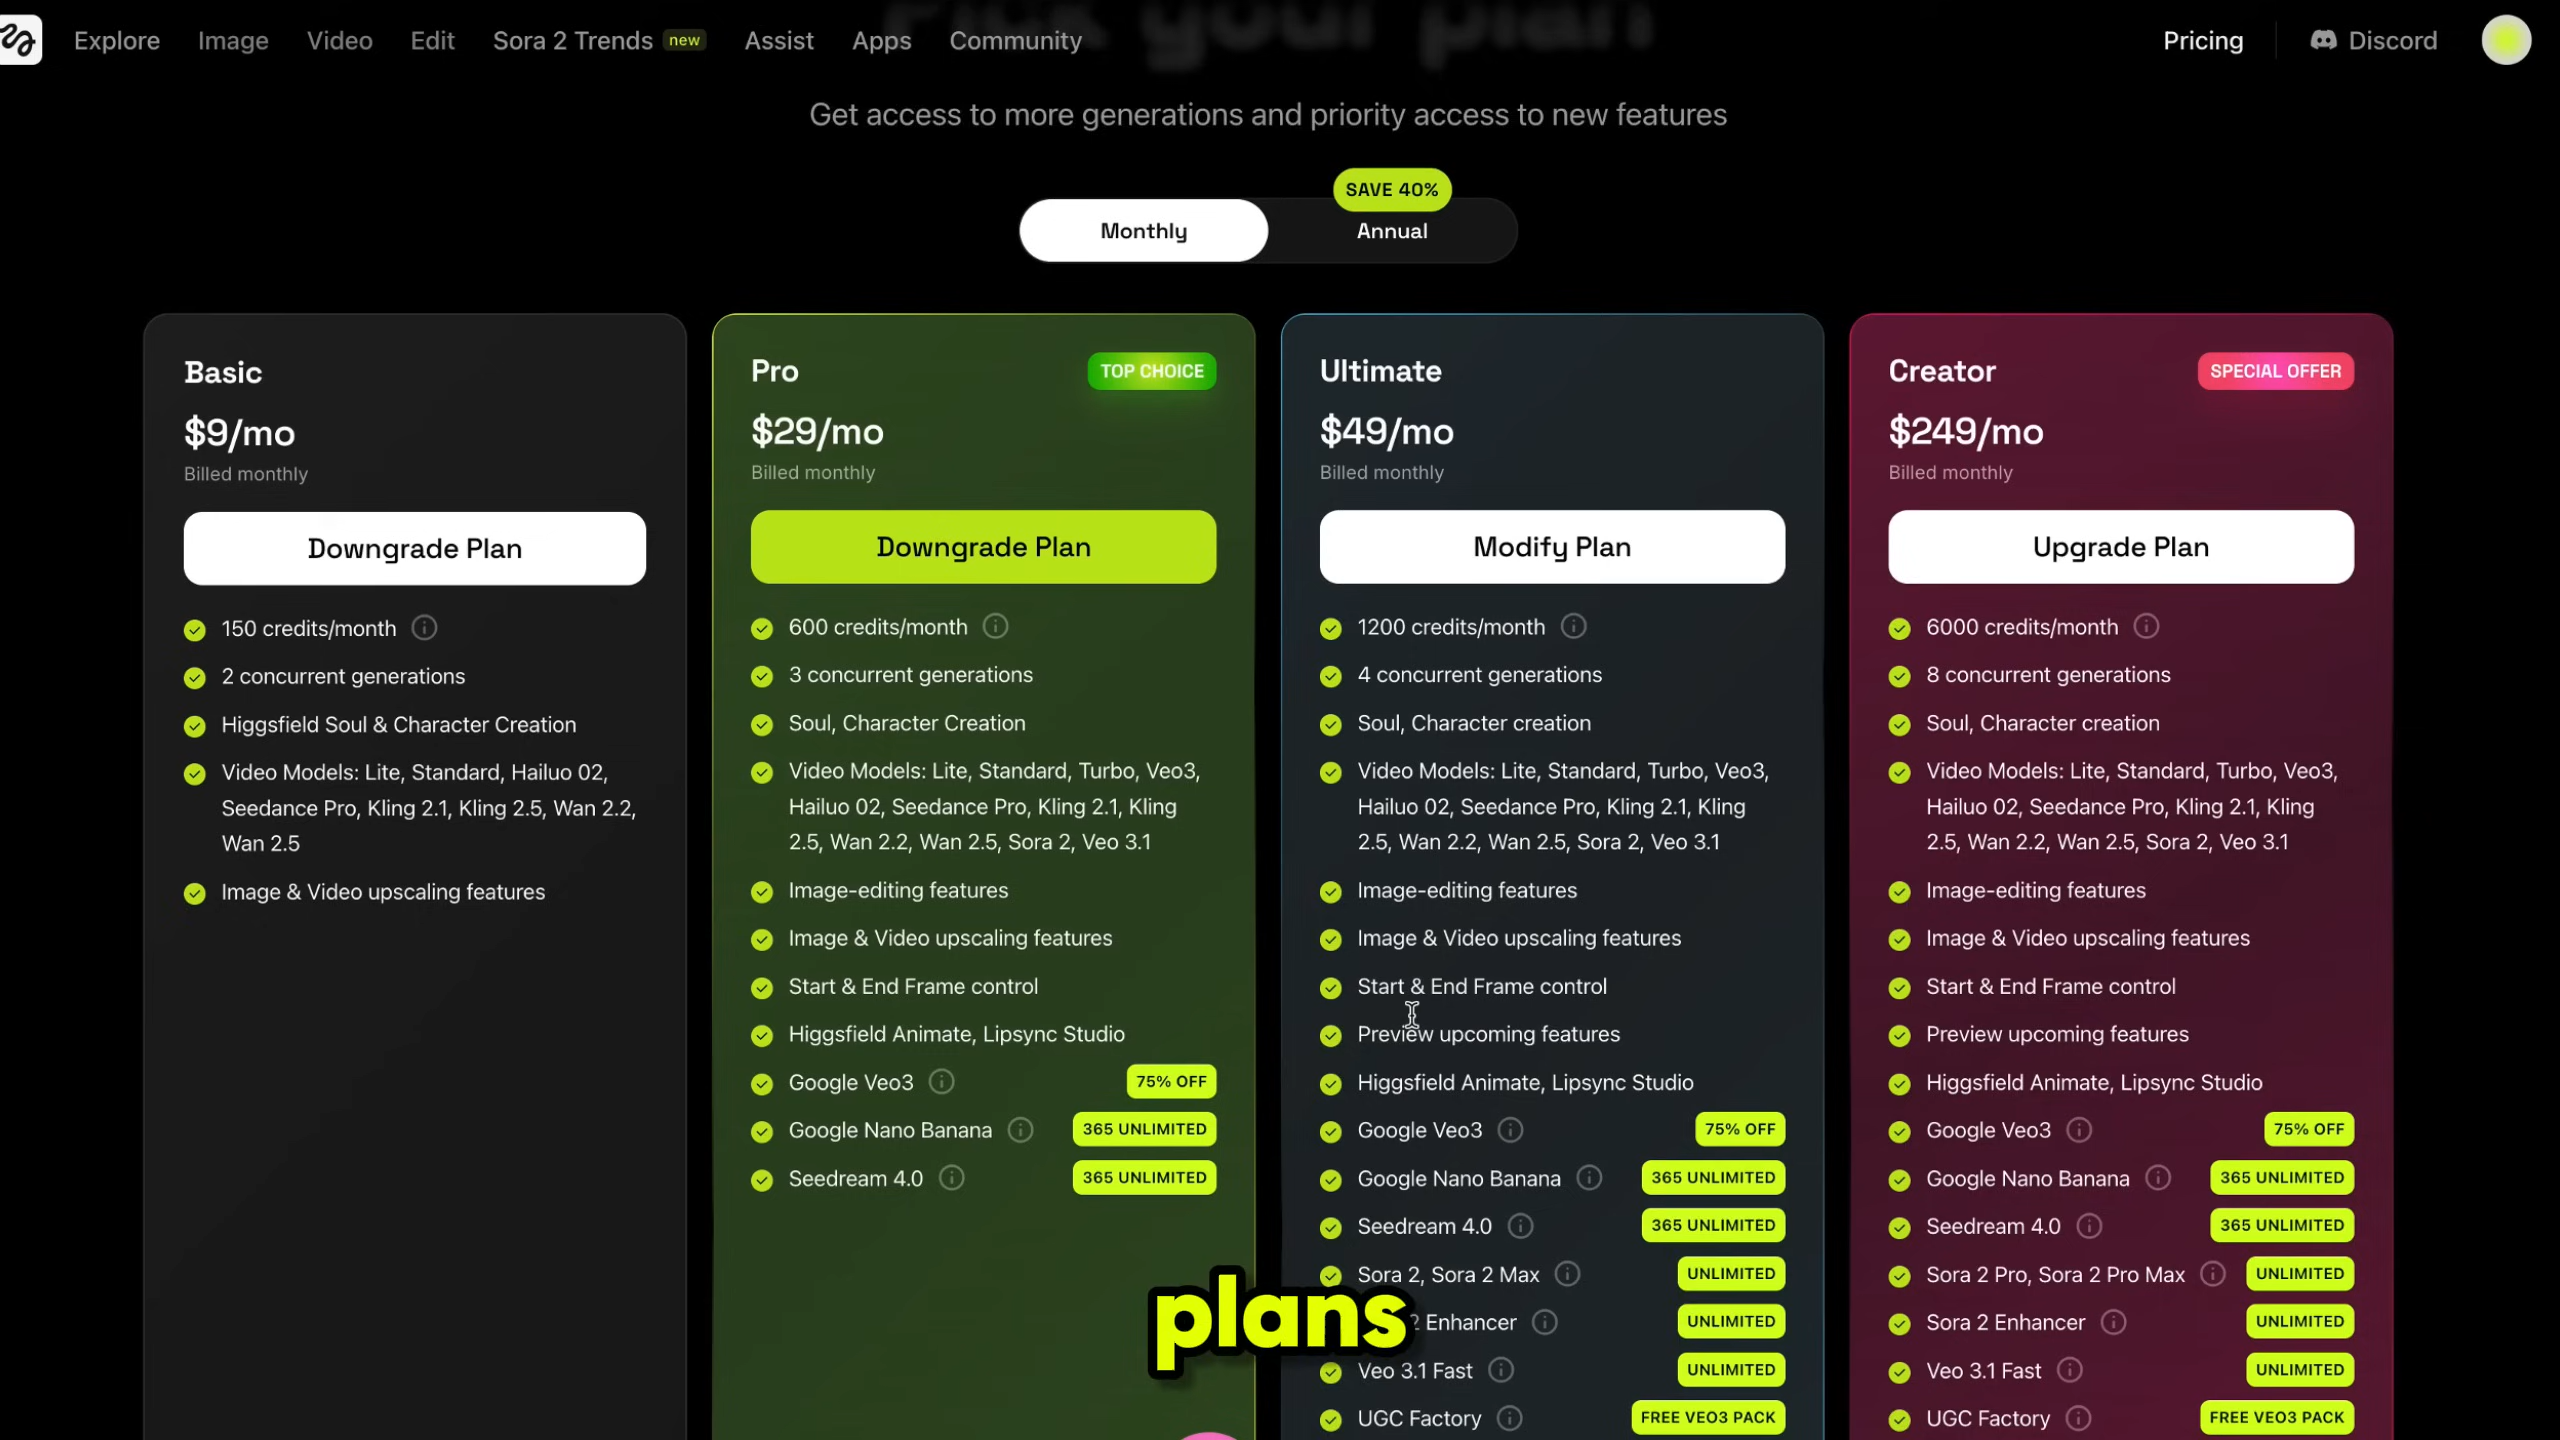 Pick your plan
Explore
Image
Video
Edit
Sora 2 Trends new
Assist
Apps
Community
Pricing
Discord
Get access to more generations and priority access to new features
SAVE 40%
Monthly
Annual
Basic
$9/mo
Billed monthly
Downgrade Plan
150 credits/month
2 concurrent generations
Higgsfield Soul & Character Creation
Video Models: Lite, Standard, Hailuo 02,
Seedance Pro, Kling 2.1, Kling 2.5, Wan 2.2,
Wan 2.5
Image & Video upscaling features
Pro
TOP CHOICE
$29/mo
Billed monthly
Downgrade Plan
600 credits/month
3 concurrent generations
Soul, Character Creation
Video Models: Lite, Standard, Turbo, Veo3,
Hailuo 02, Seedance Pro, Kling 2.1, Kling
2.5, Wan 2.2, Wan 2.5, Sora 2, Veo 3.1
Image-editing features
Image & Video upscaling features
Start & End Frame control
Higgsfield Animate, Lipsync Studio
Google Veo3 75% OFF
Google Nano Banana 365 UNLIMITED
Seedream 4.0 365 UNLIMITED
Ultimate
$49/mo
Billed monthly
Modify Plan
1200 credits/month
4 concurrent generations
Soul, Character creation
Video Models: Lite, Standard, Turbo, Veo3,
Hailuo 02, Seedance Pro, Kling 2.1, Kling
2.5, Wan 2.2, Wan 2.5, Sora 2, Veo 3.1
Image-editing features
Image & Video upscaling features
Start & End Frame control
Preview upcoming features
Higgsfield Animate, Lipsync Studio
Google Veo3 75% OFF
Google Nano Banana 365 UNLIMITED
Seedream 4.0 365 UNLIMITED
Sora 2, Sora 2 Max UNLIMITED
2 Enhancer UNLIMITED
Veo 3.1 Fast UNLIMITED
UGC Factory FREE VEO3 PACK
Creator
SPECIAL OFFER
$249/mo
Billed monthly
Upgrade Plan
6000 credits/month
8 concurrent generations
Soul, Character creation
Video Models: Lite, Standard, Turbo, Veo3,
Hailuo 02, Seedance Pro, Kling 2.1, Kling
2.5, Wan 2.2, Wan 2.5, Sora 2, Veo 3.1
Image-editing features
Image & Video upscaling features
Start & End Frame control
Preview upcoming features
Higgsfield Animate, Lipsync Studio
Google Veo3 75% OFF
Google Nano Banana 365 UNLIMITED
Seedream 4.0 365 UNLIMITED
Sora 2 Pro, Sora 2 Pro Max UNLIMITED
Sora 2 Enhancer UNLIMITED
Veo 3.1 Fast UNLIMITED
UGC Factory FREE VEO3 PACK
plans